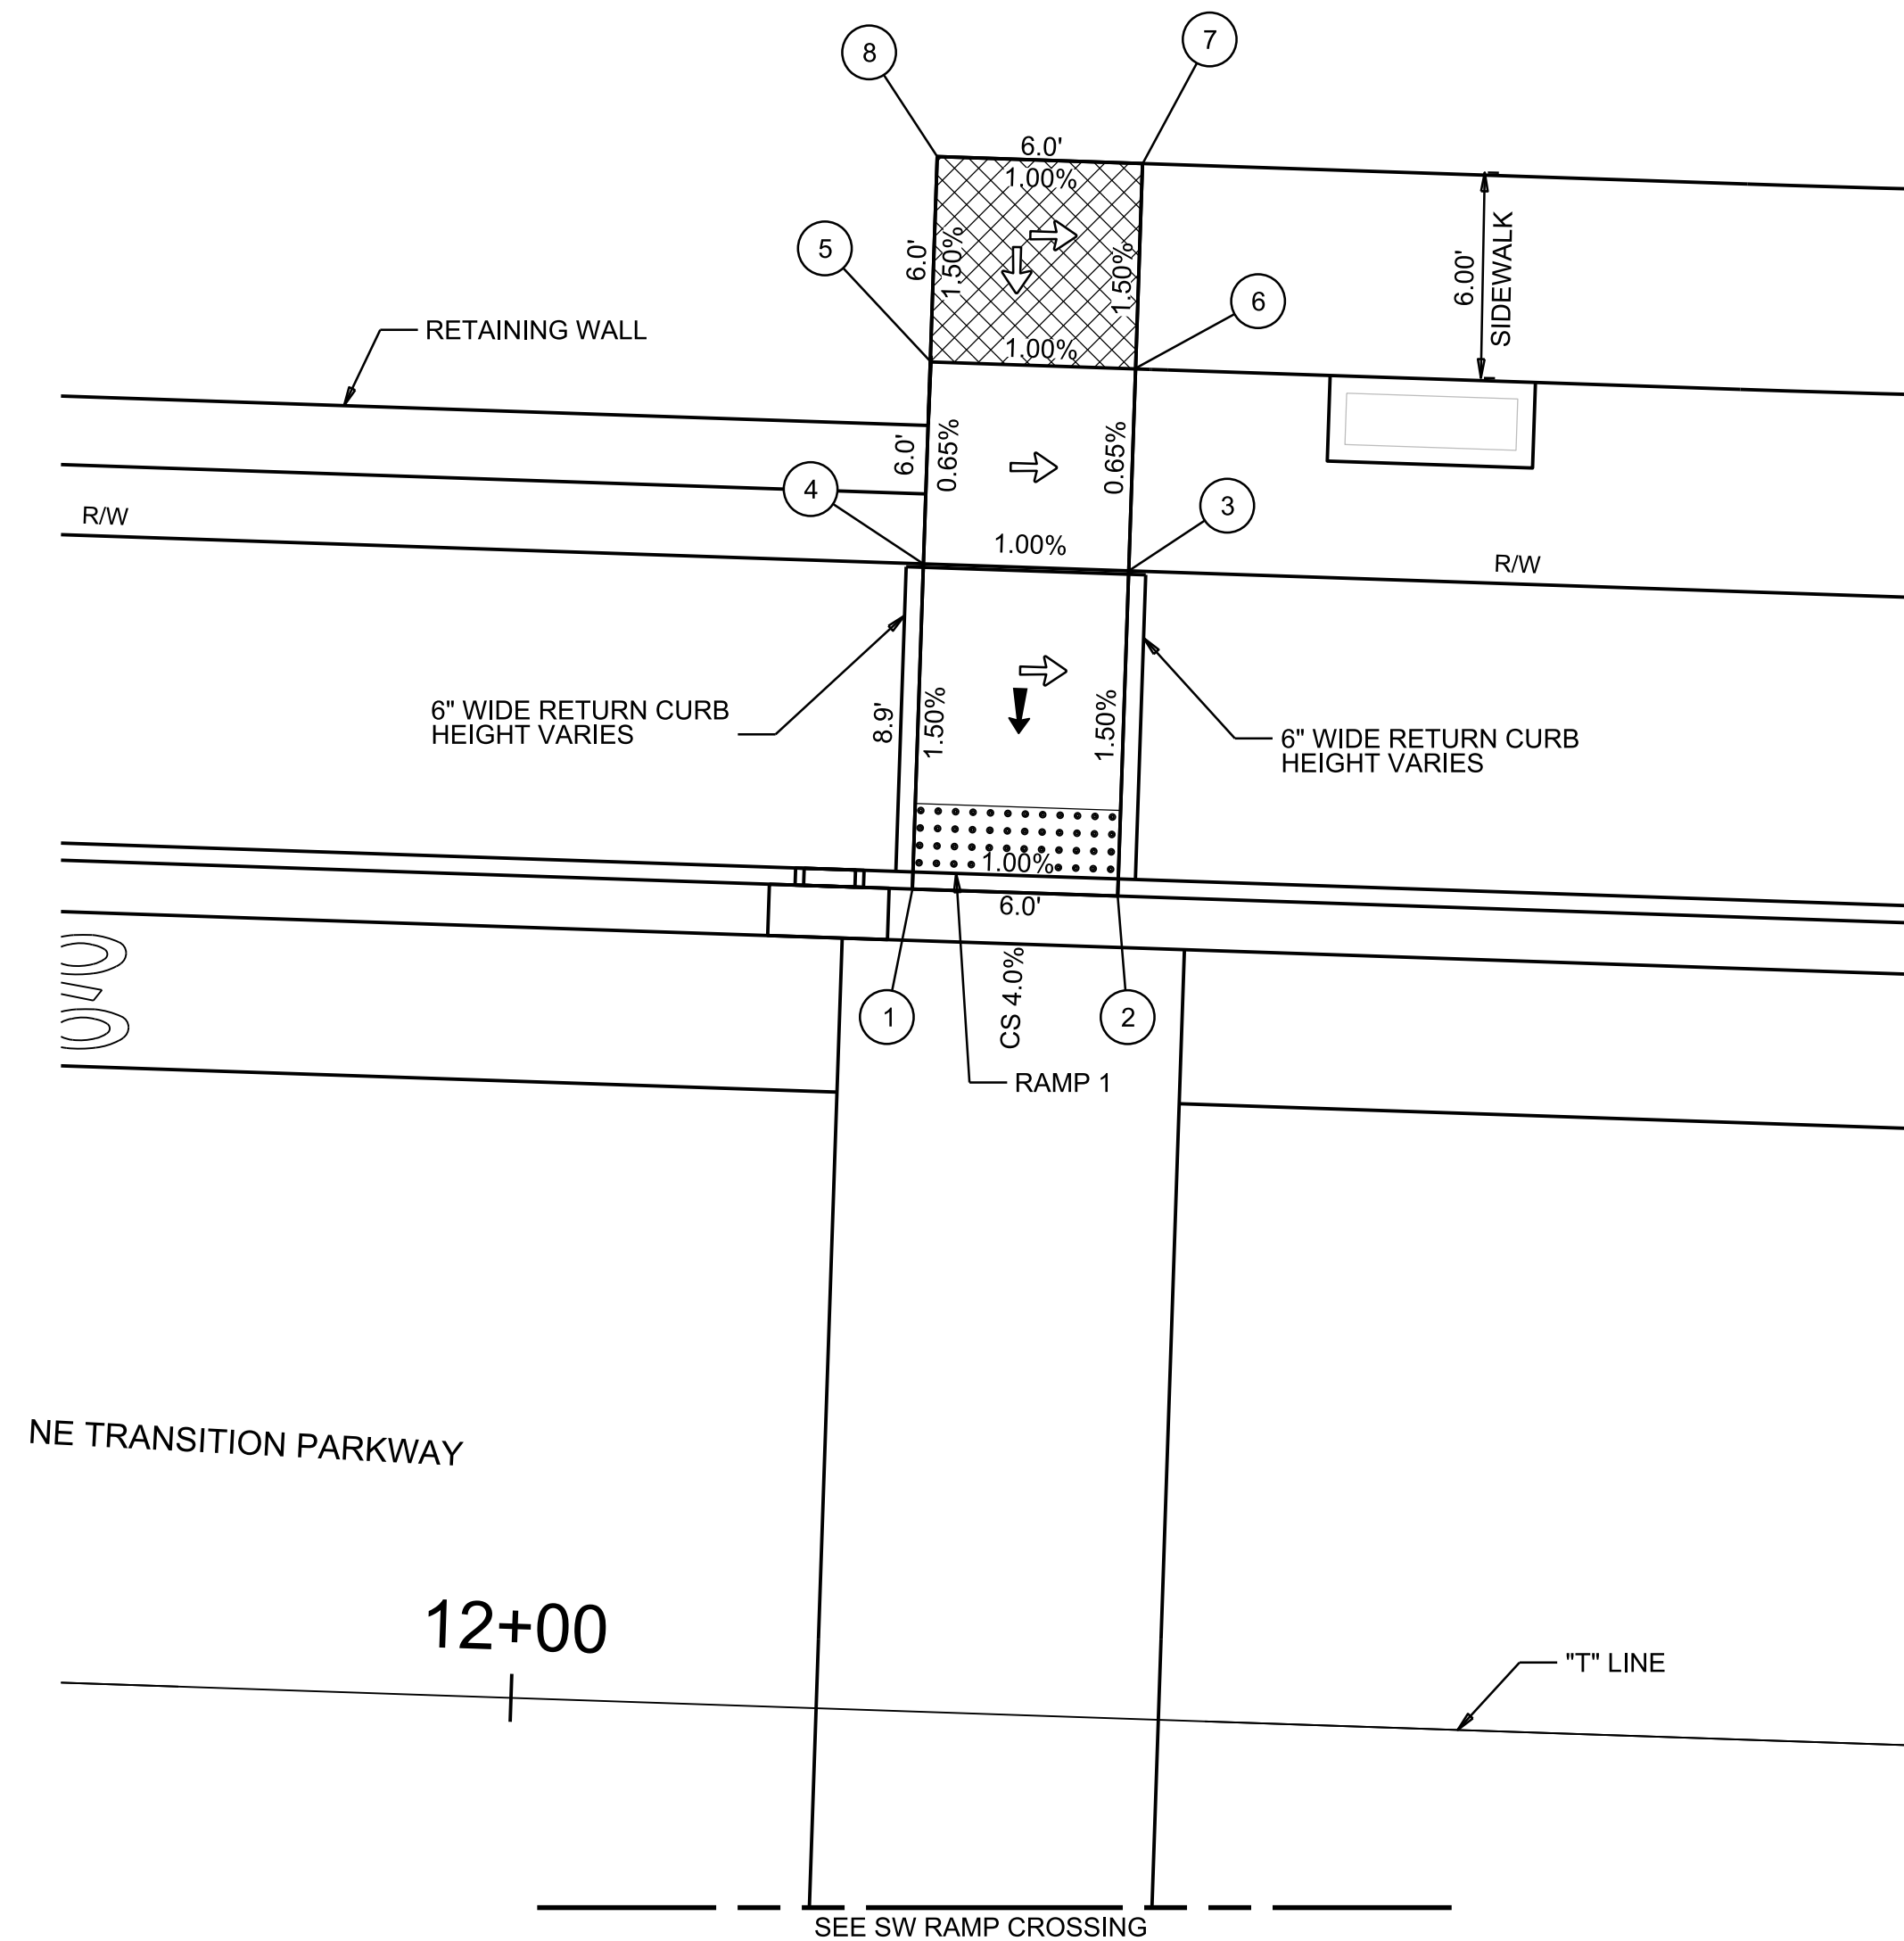 8
7
6.0'
1.00%
5
6.0'
1.50%
1.50%
6.00'
SIDEWALK
6
RETAINING WALL
1.00%
6.0'
0.65%
0.65%
4
3
R/W
1.00%
R/W
6" WIDE RETURN CURB
HEIGHT VARIES
8.9'
1.50%
1.50%
6" WIDE RETURN CURB
HEIGHT VARIES
1.00%
6.0'
CS 4.0%
1
2
RAMP 1
NE TRANSITION PARKWAY
12+00
"T" LINE
SEE SW RAMP CROSSING